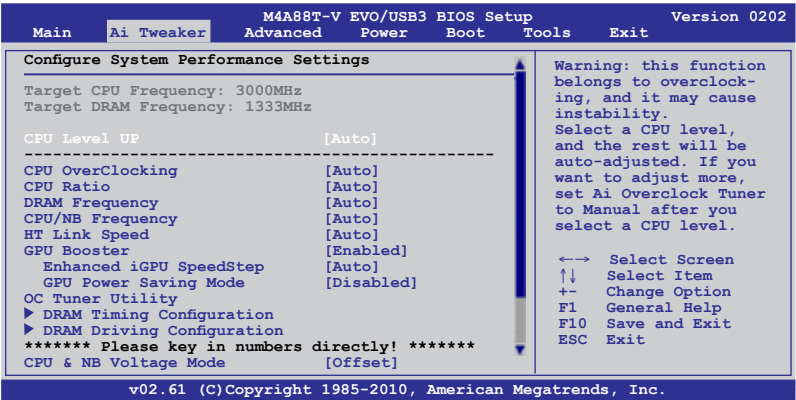 M4A88T-V EVO/USB3 BIOS Setup Version 0202
Main Ai Tweaker Advanced Power Boot Tools Exit
Configure System Performance Settings
Target CPU Frequency: 3000MHz
Target DRAM Frequency: 1333MHz
CPU Level UP [Auto]
------------------------------------------------------
CPU OverClocking [Auto]
CPU Ratio [Auto]
DRAM Frequency [Auto]
CPU/NB Frequency [Auto]
HT Link Speed [Auto]
GPU Booster [Enabled]
Enhanced iGPU SpeedStep [Auto]
GPU Power Saving Mode [Disabled]
OC Tuner Utility
DRAM Timing Configuration
DRAM Driving Configuration
******* Please key in numbers directly! *******
CPU & NB Voltage Mode [Offset]
Warning: this function
belongs to overclock-
ing, and it may cause
instability.
Select a CPU level,
and the rest will be
auto-adjusted. If you
want to adjust more,
set Ai Overclock Tuner
to Manual after you
select a CPU level.
←→ Select Screen
↑↓ Select Item
+- Change Option
F1 General Help
F10 Save and Exit
ESC Exit
v02.61 (C)Copyright 1985-2010, American Megatrends, Inc.